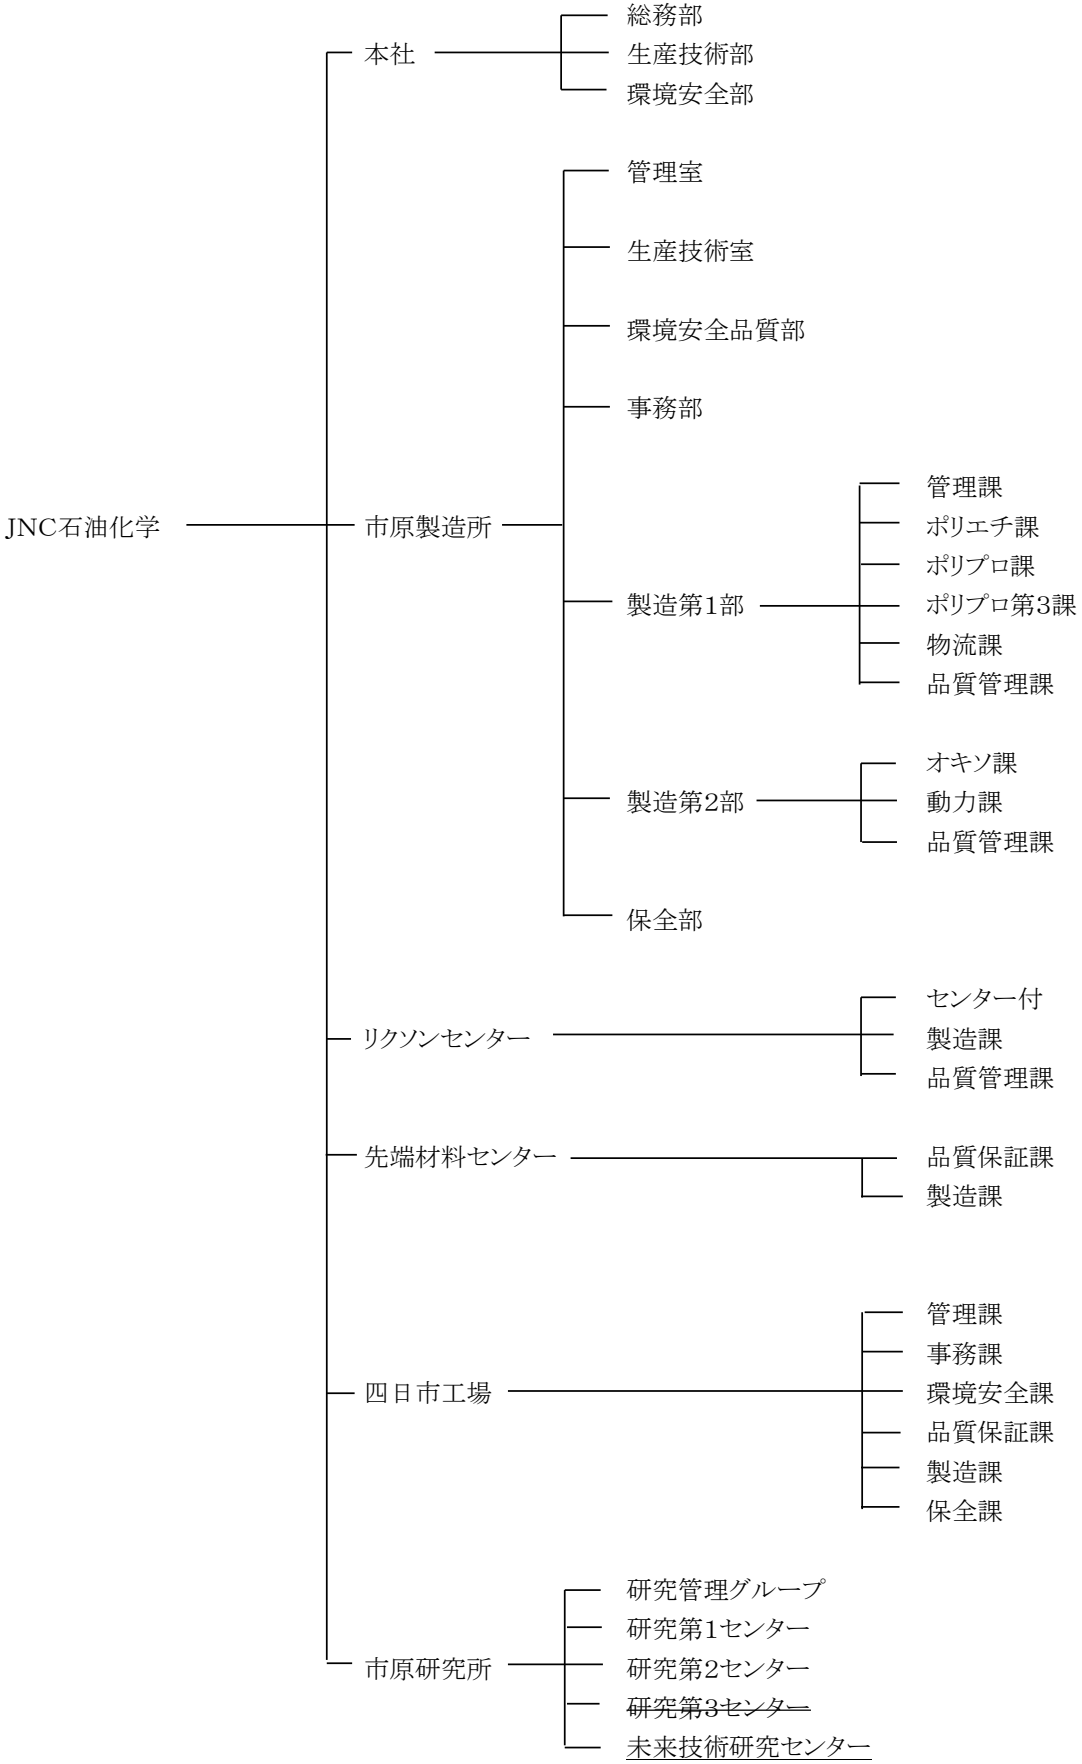 総務部
本社
生産技術部
環境安全部
管理室
生産技術室
環境安全品質部
事務部
管理課
JNC石油化学
市原製造所
ポリエチ課
ポリプロ課
製造第1部
ポリプロ第3課
物流課
品質管理課
オキソ課
製造第2部
動力課
品質管理課
保全部
センター付
リクソンセンター
製造課
品質管理課
先端材料センター
品質保証課
製造課
管理課
事務課
四日市工場
環境安全課
品質保証課
製造課
保全課
研究管理グループ
研究第1センター
市原研究所
研究第2センター
研究第3センター
未来技術研究センター